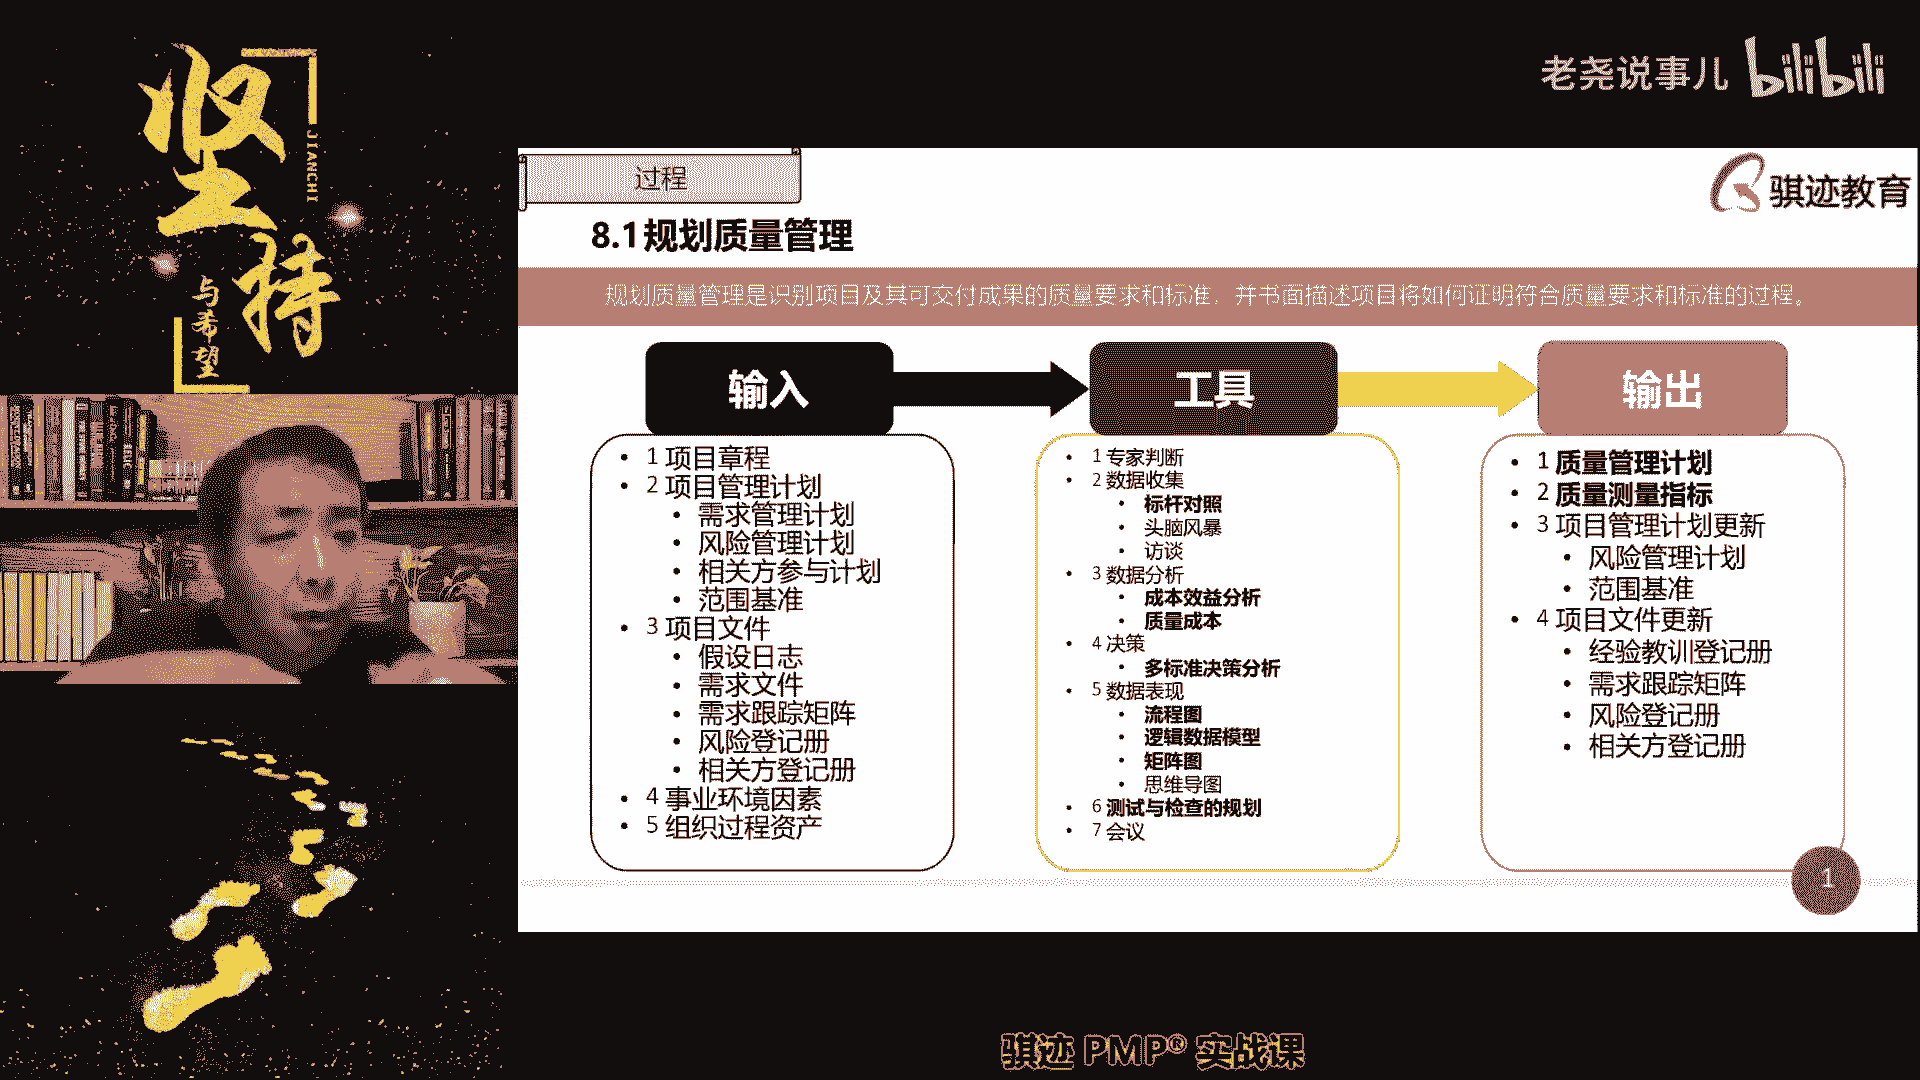 坚持
JIANCHI
与希望
老尧说事儿 bilibili
过程
骐迹教育
8.1规划质量管理
规划质量管理是识别项目及其可交付成果的质量要求和标准，并书面描述项目将如何证明符合质量要求和标准的过程。
输入
• 1 项目章程
• 2 项目管理计划
• 需求管理计划
• 风险管理计划
• 相关方参与计划
• 范围基准
• 3 项目文件
• 假设日志
• 需求文件
• 需求跟踪矩阵
• 风险登记册
• 相关方登记册
• 4 事业环境因素
• 5 组织过程资产
工具
• 1 专家判断
• 2 数据收集
• 标杆对照
• 头脑风暴
• 访谈
• 3 数据分析
• 成本效益分析
• 质量成本
• 4 决策
• 多标准决策分析
• 5 数据表现
• 流程图
• 逻辑数据模型
• 矩阵图
• 思维导图
• 6 测试与检查的规划
• 7 会议
输出
• 1 质量管理计划
• 2 质量测量指标
• 3 项目管理计划更新
• 风险管理计划
• 范围基准
• 4 项目文件更新
• 经验教训登记册
• 需求跟踪矩阵
• 风险登记册
• 相关方登记册
1
骐迹 PMP® 实战课